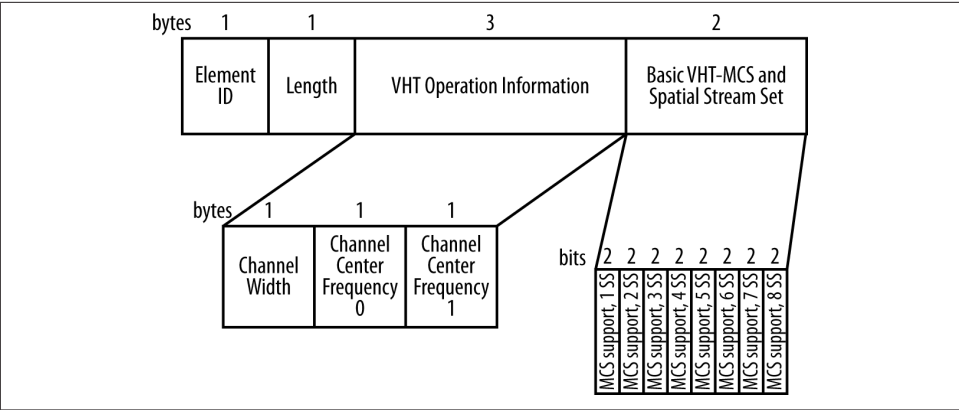 bytes 1 1 3 2
Element
ID
Length
VHT Operation Information
Basic VHT-MCS and
Spatial Stream Set
bytes 1 1 1
Channel
Width
Channel
Center
Frequency
0
Channel
Center
Frequency
1
bits 2 2 2 2 2 2 2 2
MCS support, 1 SS
MCS support, 2 SS
MCS support, 3 SS
MCS support, 4 SS
MCS support, 5 SS
MCS support, 6 SS
MCS support, 7 SS
MCS support, 8 SS